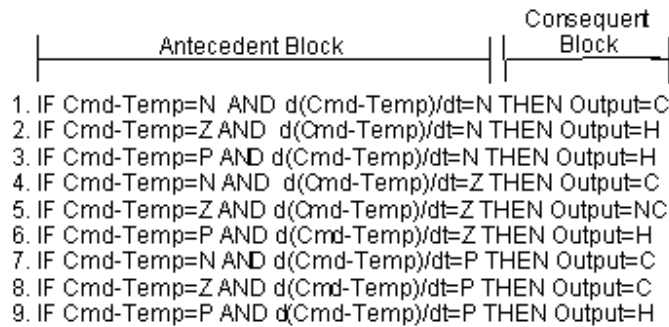 Consequent
Antecedent Block Block
1. IF Cmd-Temp=N AND d(Cmd-Temp)/dt=N THEN Output=C
2. IF Cmd-Temp=Z AND d(Cmd-Temp)/dt=N THEN Output=H
3. IF Cmd-Temp=P AND d(Cmd-Temp)/dt=N THEN Output=H
4. IF Cmd-Temp=N AND d(Cmd-Temp)/dt=Z THEN Output=C
5. IF Cmd-Temp=Z AND d(Cmd-Temp)/dt=Z THEN Output=NC
6. IF Cmd-Temp=P AND d(Cmd-Temp)/dt=Z THEN Output=H
7. IF Cmd-Temp=N AND d(Cmd-Temp)/dt=P THEN Output=C
8. IF Cmd-Temp=Z AND d(Cmd-Temp)/dt=P THEN Output=C
9. IF Cmd-Temp=P AND d(Cmd-Temp)/dt=P THEN Output=H